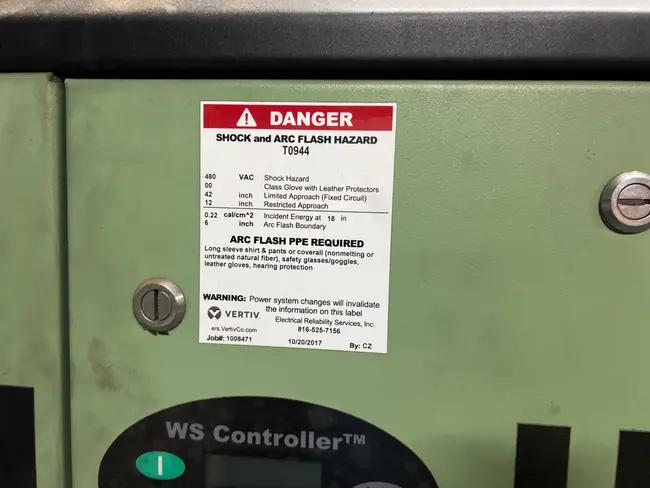 DANGER
SHOCK and ARC FLASH HAZARD
T0944
480 VAC Shock Hazard
00 Class Glove with Leather Protectors
42 inch Limited Approach (Fixed Circuit)
12 inch Restricted Approach
0.22 cal/cm^2 Incident Energy at 18 in
6 inch Arc Flash Boundary
ARC FLASH PPE REQUIRED
Long sleeve shirt & pants or coverall (nonmelting or
untreated natural fiber), safety glasses/goggles,
leather gloves, hearing protection
WARNING: Power system changes will invalidate
the information on this label
VERTIV. Electrical Reliability Services, Inc.
ers.VertivCo.com 816-525-7156
Job#: 1008471 10/20/2017 By: CZ
WS Controller™
I